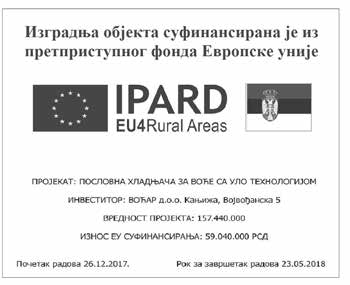 Изградња објекта суфинансирана је из
претприступног фонда Европске уније
IPARD
EU4Rural Areas
ПРОЈЕКАТ: ПОСЛОВНА ХЛАДЊАЧА ЗА ВОЋЕ СА УЛО ТЕХНОЛОГИЈОМ
ИНВЕСТИТОР: ВОЋАР д.о.о. Кањижа, Војвођанска 5
ВРЕДНОСТ ПРОЈЕКТА: 157.440.000
ИЗНОС ЕУ СУФИНАНСИРАЊА: 59.040.000 РСД
Почетак радова 26.12.2017. Рок за завршетак радова 23.05.2018